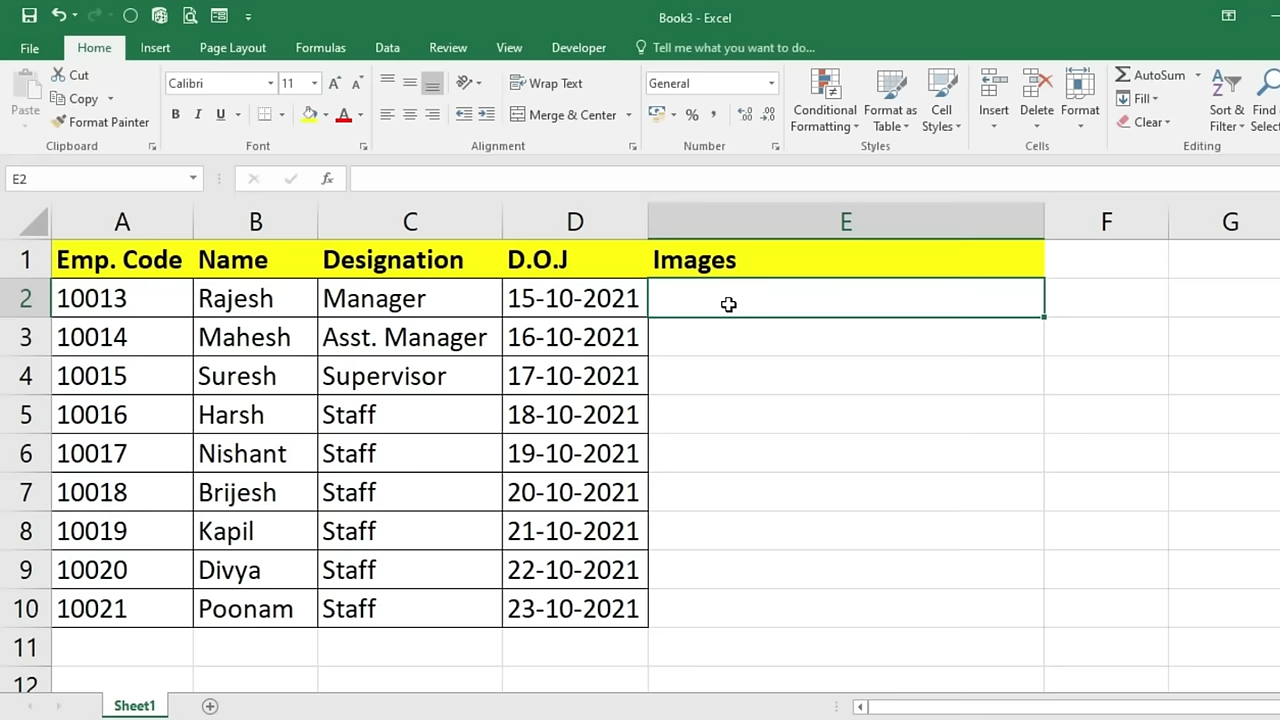 Book3 - Excel
File Home Insert Page Layout Formulas Data Review View Developer Tell me what you want to do...
Paste
Cut
Copy
Format Painter
Clipboard
Calibri 11
B I U
Font
Wrap Text
Merge & Center
Alignment
General
Number
Conditional Formatting
Format as Table
Cell Styles
Styles
Insert Delete Format
Cells
AutoSum
Fill
Clear
Sort & Filter
Editing
E2 fx
A B C D E F G
1 Emp. Code Name Designation D.O.J Images
2 10013 Rajesh Manager 15-10-2021
3 10014 Mahesh Asst. Manager 16-10-2021
4 10015 Suresh Supervisor 17-10-2021
5 10016 Harsh Staff 18-10-2021
6 10017 Nishant Staff 19-10-2021
7 10018 Brijesh Staff 20-10-2021
8 10019 Kapil Staff 21-10-2021
9 10020 Divya Staff 22-10-2021
10 10021 Poonam Staff 23-10-2021
11
12
Sheet1